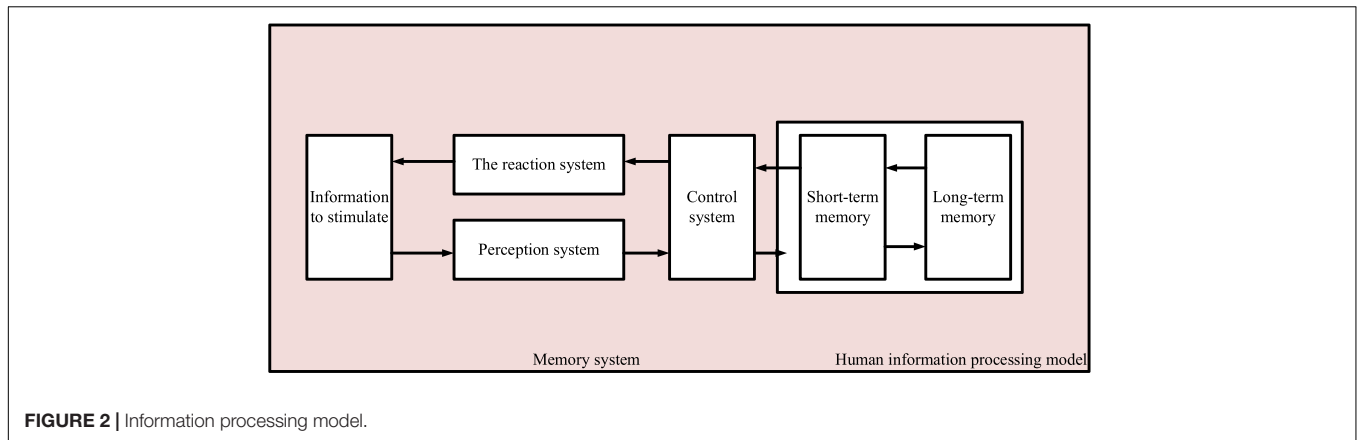 The reaction system
Information
to stimulate
Perception system
Control
system
Short-term
memory
Long-term
memory
Memory system
Human information processing model
FIGURE 2 | Information processing model.